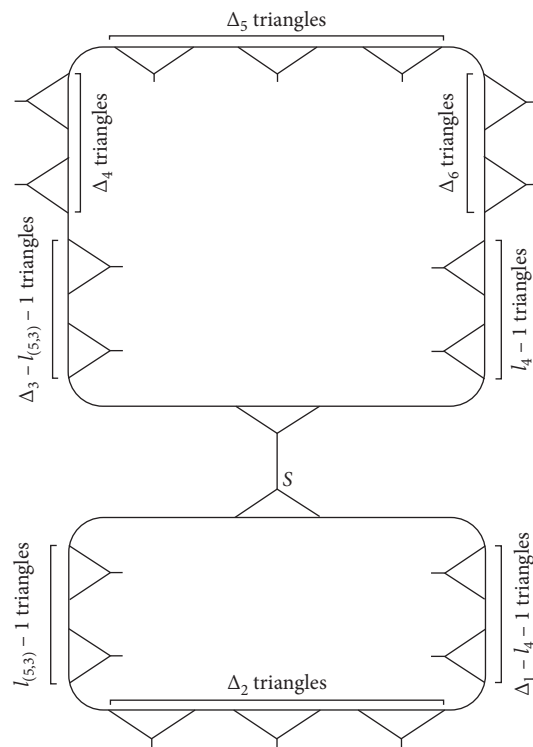 Δ₅ triangles
Δ₄ triangles
Δ₆ triangles
Δ₃ − l₍₅,₃₎ − 1 triangles
l₄ − 1 triangles
S
l₍₅,₃₎ − 1 triangles
Δ₁ − l₄ − 1 triangles
Δ₂ triangles